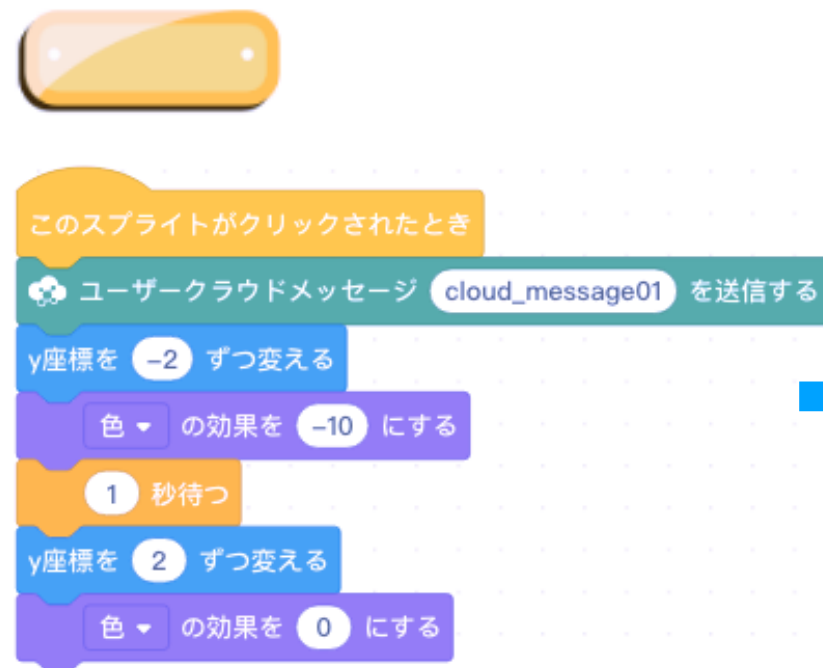 このスプライトがクリックされたとき
ユーザークラウドメッセージ cloud_message01 を送信する
y座標を -2 ずつ変える
色 の効果を -10 にする
1 秒待つ
y座標を 2 ずつ変える
色 の効果を 0 にする